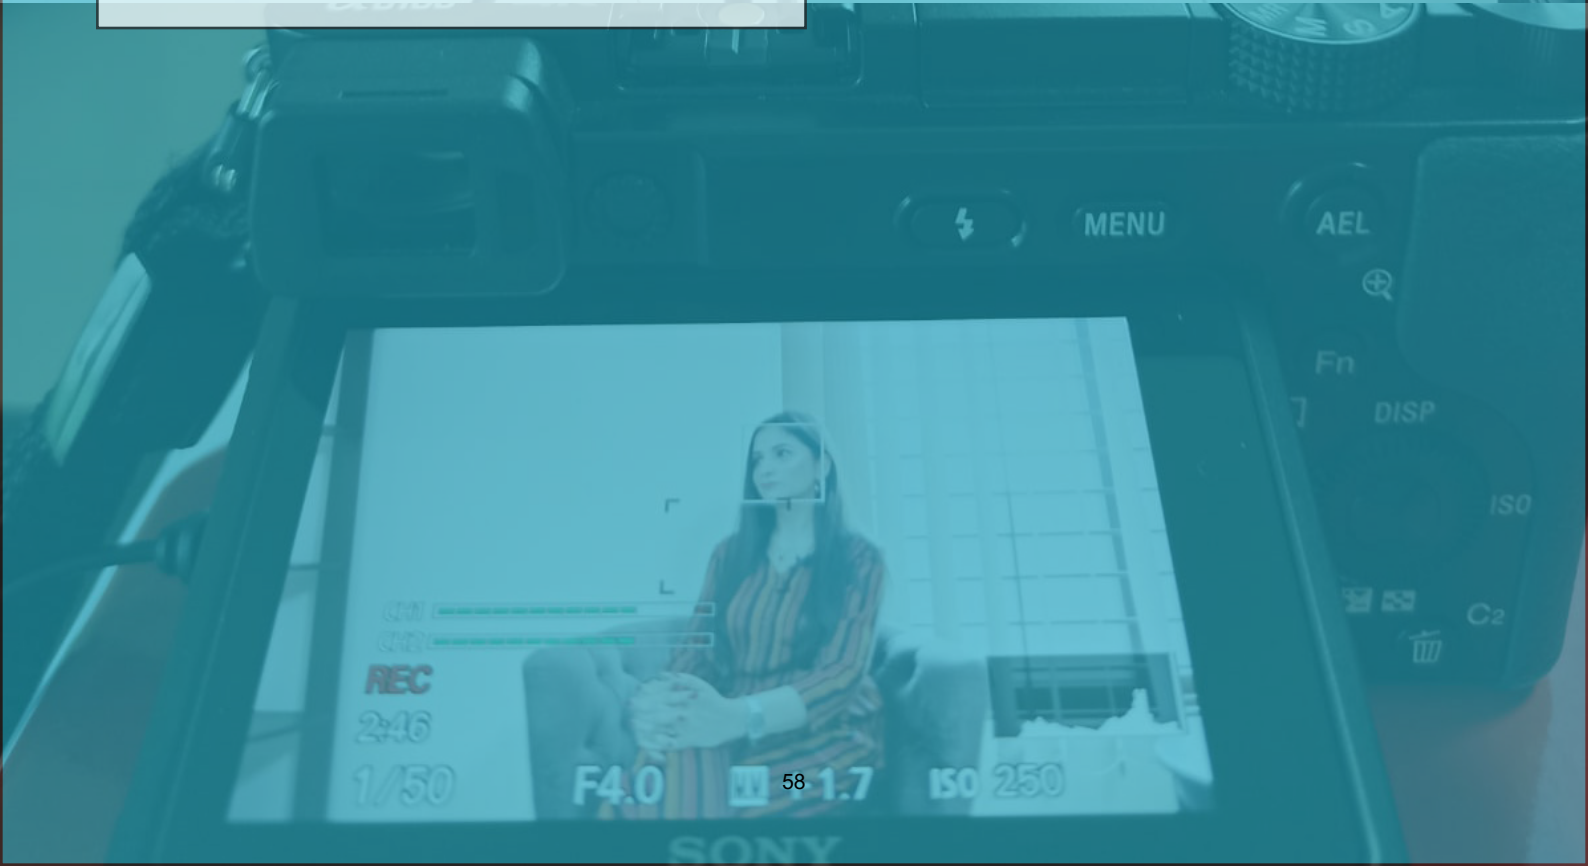 M S A
MENU AEL
Fn
DISP
ISO
CH1
CH2
REC
C2
2:46
1/50 F4.0 58 1.7 ISO 250
SONY